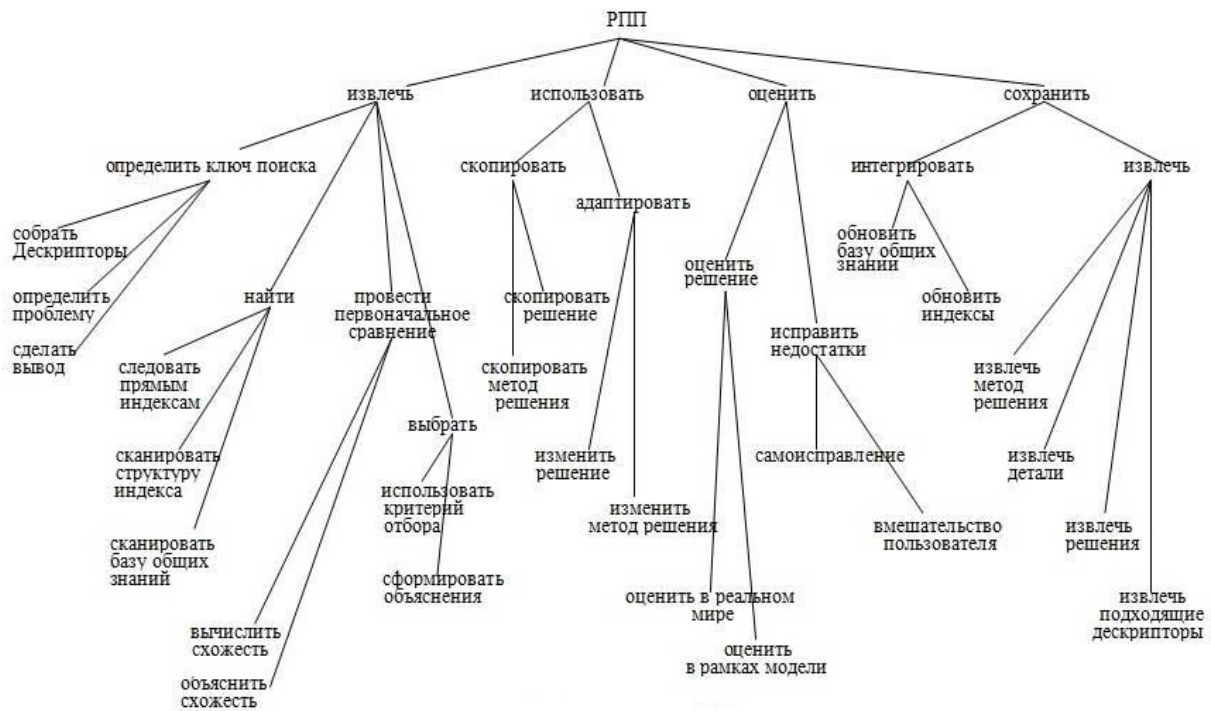 РПП
извлечь
использовать
оценить
сохранить
определить ключ поиска
скопировать
интегрировать
извлечь
адаптировать
собрать
Дескрипторы
обновить
базу общих
знании
оценить
решение
определить
проблему
найти
провести
первоначальное
сравнение
скопировать
решение
обновить
индексы
исправить
недостатки
сделать
вывод
следовать
прямым
индексам
скопировать
метод
решения
извлечь
метод
решения
выбрать
сканировать
структуру
индекса
изменить
решение
самоисправление
извлечь
детали
использовать
критерий
отбора
изменить
метод решения
вмешательство
пользователя
извлечь
решения
сканировать
базу общих
знаний
сформировать
объяснения
оценить в реальном
мире
извлечь
подходящие
дескрипторы
вычислить
схожесть
оценить
в рамках модели
объяснить
схожесть